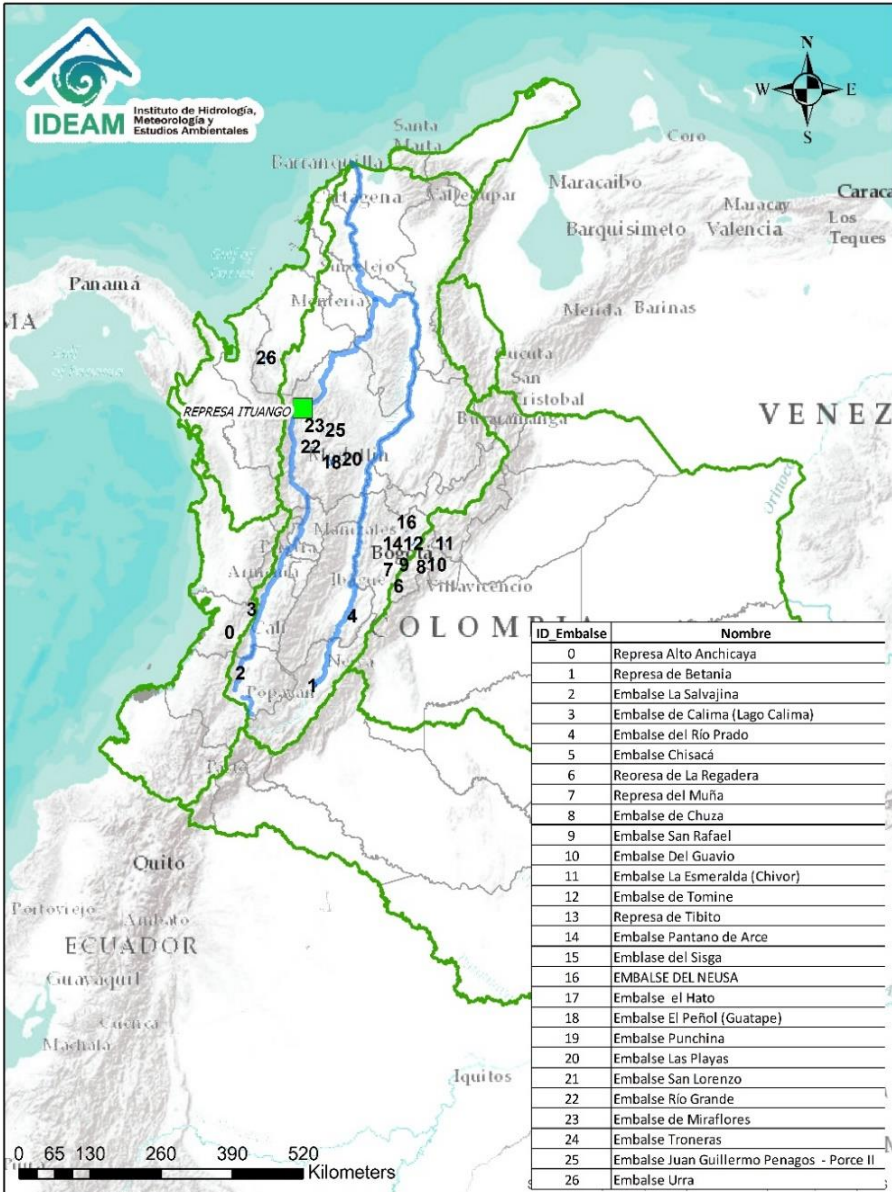 IDEAM
Instituto de Hidrología,
Meteorología y
Estudios Ambientales
N
W E
S
Santa
Marta
Coro
Barranquilla
Maracaibo
Valledupar
Maracay
Barquisimeto Valencia
Los
Teques
Panamá
Merida Barinas
MA
Cucuta
San
Cristobal
26
REPRESA ITUANGO
23 25
22
18 20
VENEZ
Orinoco
Manizales
16
14 12 11
Bogotá
7 9 8 10
6
Armenia
Ibague
Villavicencio
3
4
0
Cali
COLOMBIA
Neiva
2
1
Popayan
Pasto
Quito
Portoviejo
Ambato
ECUADOR
Guayaquil
Cuenca
Machala
Iquitos
ID_Embalse Nombre
0 Represa Alto Anchicaya
1 Represa de Betania
2 Embalse La Salvajina
3 Embalse de Calima (Lago Calima)
4 Embalse del Río Prado
5 Embalse Chisacá
6 Reoresa de La Regadera
7 Represa del Muña
8 Embalse de Chuza
9 Embalse San Rafael
10 Embalse Del Guavio
11 Embalse La Esmeralda (Chivor)
12 Embalse de Tomine
13 Represa de Tibito
14 Embalse Pantano de Arce
15 Emblase del Sisga
16 EMBALSE DEL NEUSA
17 Embalse el Hato
18 Embalse El Peñol (Guatape)
19 Embalse Punchina
20 Embalse Las Playas
21 Embalse San Lorenzo
22 Embalse Río Grande
23 Embalse de Miraflores
24 Embalse Troneras
25 Embalse Juan Guillermo Penagos - Porce II
26 Embalse Urra
0 65 130 260 390 520
Kilometers